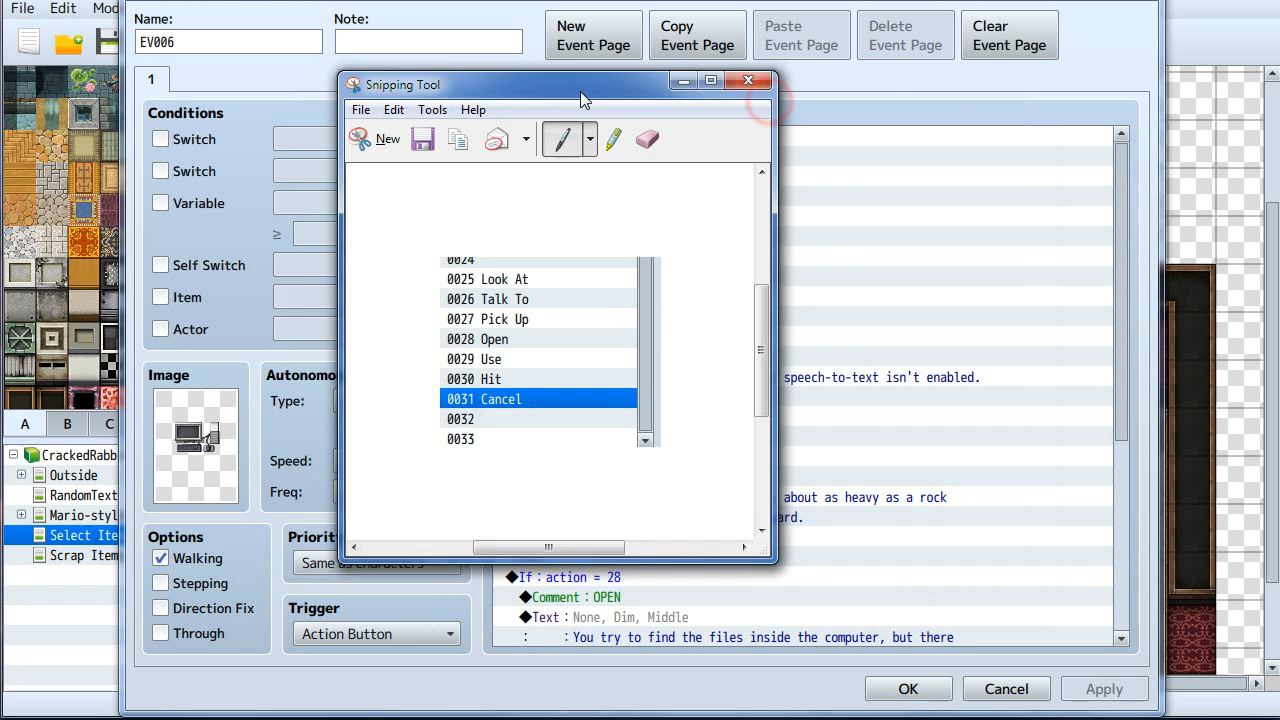 File Edit Mod
Name:
Note:
EV006
New
Event Page
Copy
Event Page
Paste
Event Page
Delete
Event Page
Clear
Event Page
1
Snipping Tool
File Edit Tools Help
New
Conditions
Switch
Switch
Variable
≥
Self Switch
Item
Actor
0024
0025 Look At
0026 Talk To
0027 Pick Up
0028 Open
0029 Use
0030 Hit
0031 Cancel
0032
0033
speech-to-text isn't enabled.
about as heavy as a rock
ard.
Image
Autonomo
Type:
Speed:
Freq:
A B C
CrackedRabb
Outside
RandomText
Mario-styl
Select Ite
Scrap Item
Options
Walking
Stepping
Direction Fix
Through
Priority
Same as characters
Trigger
Action Button
◆If：action = 28
◆Comment：OPEN
◆Text：None, Dim, Middle
:    ：You try to find the files inside the computer, but there
OK
Cancel
Apply